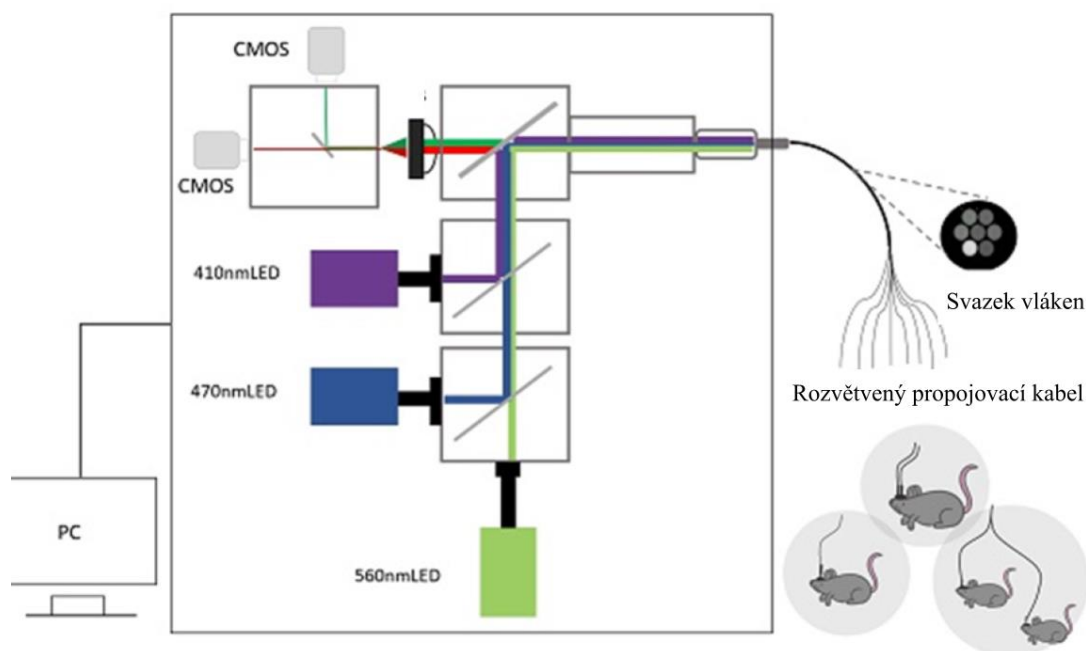 CMOS
CMOS
410nmLED
Svazek vláken
470nmLED
Rozvětvený propojovací kabel
PC
560nmLED